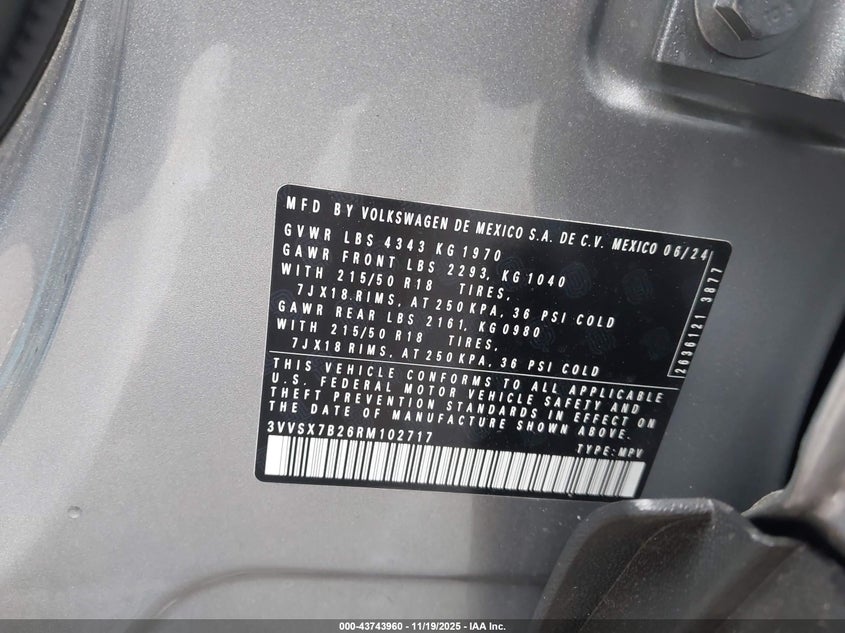 MFD BY VOLKSWAGEN DE MEXICO S.A. DE C.V. MEXICO 06/24
GVWR LBS 4343 KG 1970
GAWR FRONT LBS 2293, KG 1040
WITH 215/50 R18 TIRES,
7JX18 RIMS, AT 250 KPA, 36 PSI COLD
GAWR REAR LBS 2161, KG0980
WITH 215/50 R18 TIRES,
7JX18 RIMS, AT 250 KPA, 36 PSI COLD
2636121 3877
THIS VEHICLE CONFORMS TO ALL APPLICABLE
U.S. FEDERAL MOTOR VEHICLE SAFETY AND
THEFT PREVENTION STANDARDS IN EFFECT ON
THE DATE OF MANUFACTURE SHOWN ABOVE.
3VVSX7B26RM102717
TYPE: MPV
000-43743960 - 11/19/2025 - IAA Inc.